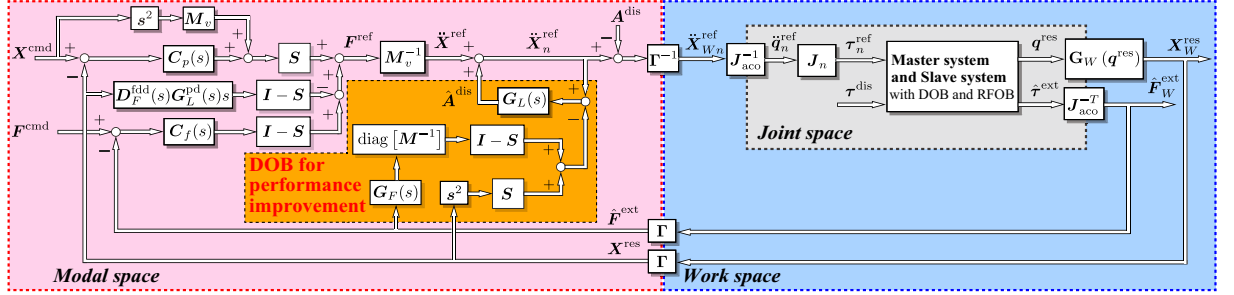 s²
M_v
X^cmd
+
−
C_p(s)
+
+
S
+
+
F^ref
M_v^−1
Ẍ^ref
+
+
Ẍ_n^ref
A^dis
−
+
Γ^−1
Ẍ_Wn^ref
J_aco^−1
q̈_n^ref
J_n
τ_n^ref
τ^dis
Master system
and Slave system
with DOB and RFOB
q^res
τ̂^ext
G_W(q^res)
J_aco^−T
X_W^res
F̂_W^ext
Joint space
D_F^fdd(s)G_L^pd(s)s
I − S
−
+
F^cmd
+
−
C_f(s)
I − S
Â^dis
G_L(s)
+
−
diag [M^−1]
I − S
+
+
DOB for
performance
improvement
G_F(s)
s²
S
F̂^ext
Γ
X^res
Γ
Modal space
Work space